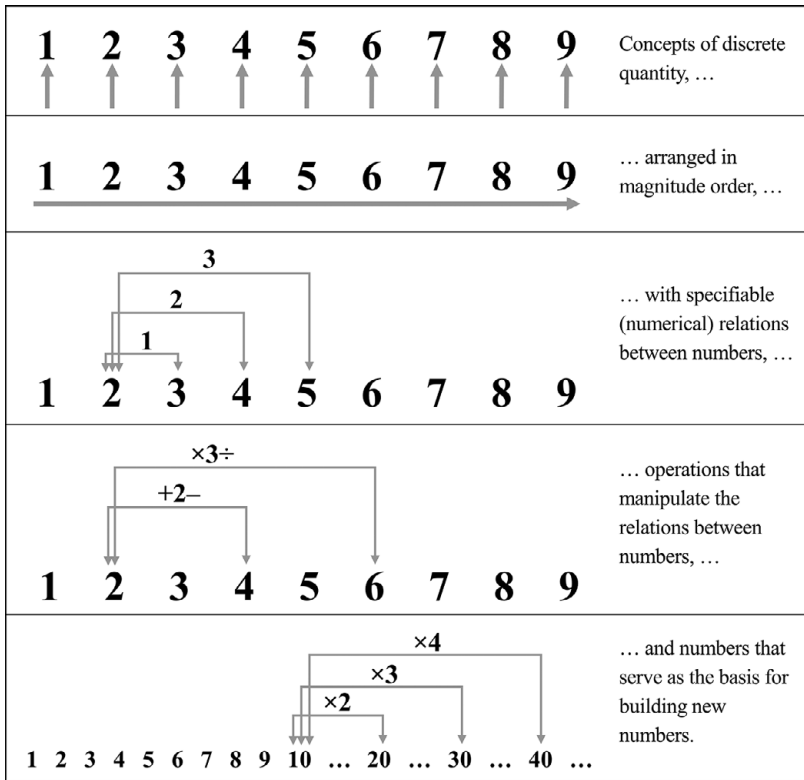 1 2 3 4 5 6 7 8 9
Concepts of discrete
quantity, …
1 2 3 4 5 6 7 8 9
… arranged in
magnitude order, …
3
2
1
1 2 3 4 5 6 7 8 9
… with specifiable
(numerical) relations
between numbers, …
×3÷
+2–
1 2 3 4 5 6 7 8 9
… operations that
manipulate the
relations between
numbers, …
×4
×3
×2
1 2 3 4 5 6 7 8 9 10 … 20 … 30 … 40 …
… and numbers that
serve as the basis for
building new
numbers.